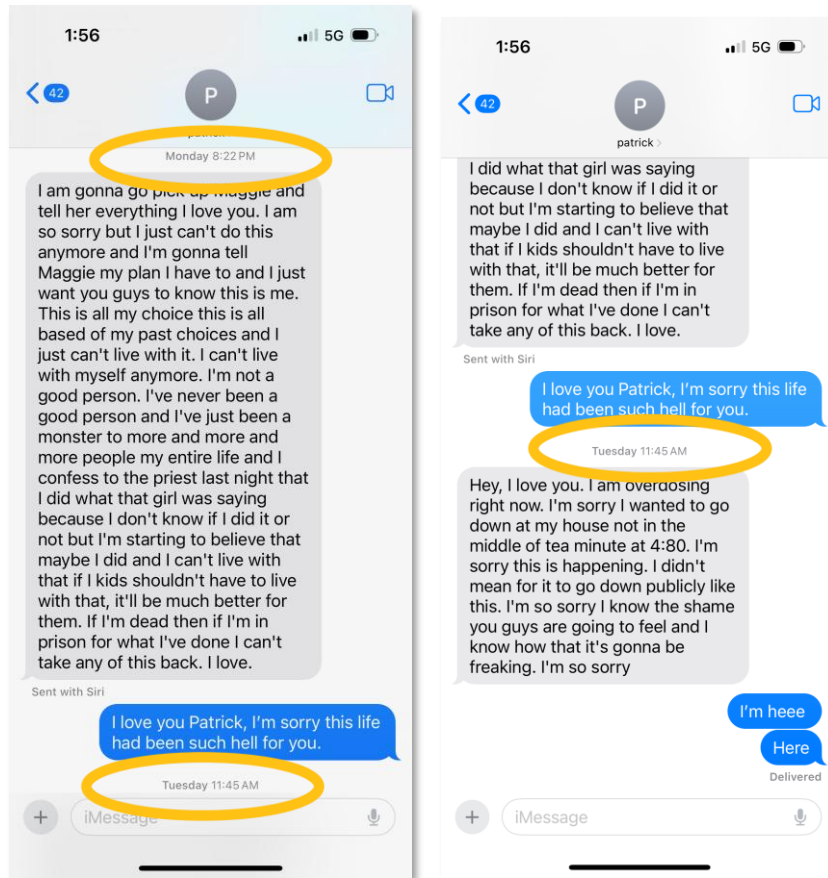 1:56
5G
42
P
Monday 8:22 PM
I am gonna go pick up Maggie and
tell her everything I love you. I am
so sorry but I just can't do this
anymore and I'm gonna tell
Maggie my plan I have to and I just
want you guys to know this is me.
This is all my choice this is all
based of my past choices and I
just can't live with it. I can't live
with myself anymore. I'm not a
good person. I've never been a
good person and I've just been a
monster to more and more and
more people my entire life and I
confess to the priest last night that
I did what that girl was saying
because I don't know if I did it or
not but I'm starting to believe that
maybe I did and I can't live with
that if I kids shouldn't have to live
with that, it'll be much better for
them. If I'm dead then if I'm in
prison for what I've done I can't
take any of this back. I love.
Sent with Siri
I love you Patrick, I'm sorry this life
had been such hell for you.
Tuesday 11:45 AM
iMessage
1:56
5G
42
P
patrick
I did what that girl was saying
because I don't know if I did it or
not but I'm starting to believe that
maybe I did and I can't live with
that if I kids shouldn't have to live
with that, it'll be much better for
them. If I'm dead then if I'm in
prison for what I've done I can't
take any of this back. I love.
Sent with Siri
I love you Patrick, I'm sorry this life
had been such hell for you.
Tuesday 11:45 AM
Hey, I love you. I am overdosing
right now. I'm sorry I wanted to go
down at my house not in the
middle of tea minute at 4:80. I'm
sorry this is happening. I didn't
mean for it to go down publicly like
this. I'm so sorry I know the shame
you guys are going to feel and I
know how that it's gonna be
freaking. I'm so sorry
I'm heee
Here
Delivered
iMessage